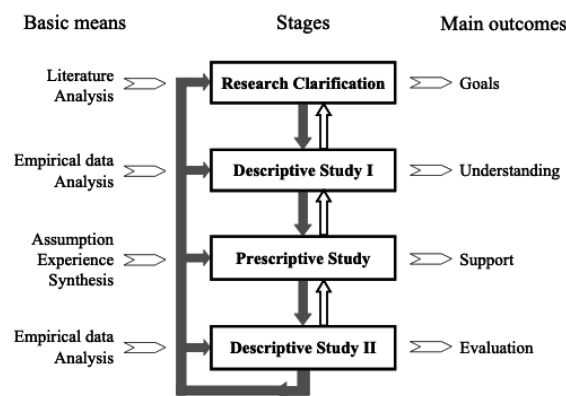 Basic means
Stages
Main outcomes
Literature
Analysis
Research Clarification
Goals
Empirical data
Analysis
Descriptive Study I
Understanding
Assumption
Experience
Synthesis
Prescriptive Study
Support
Empirical data
Analysis
Descriptive Study II
Evaluation